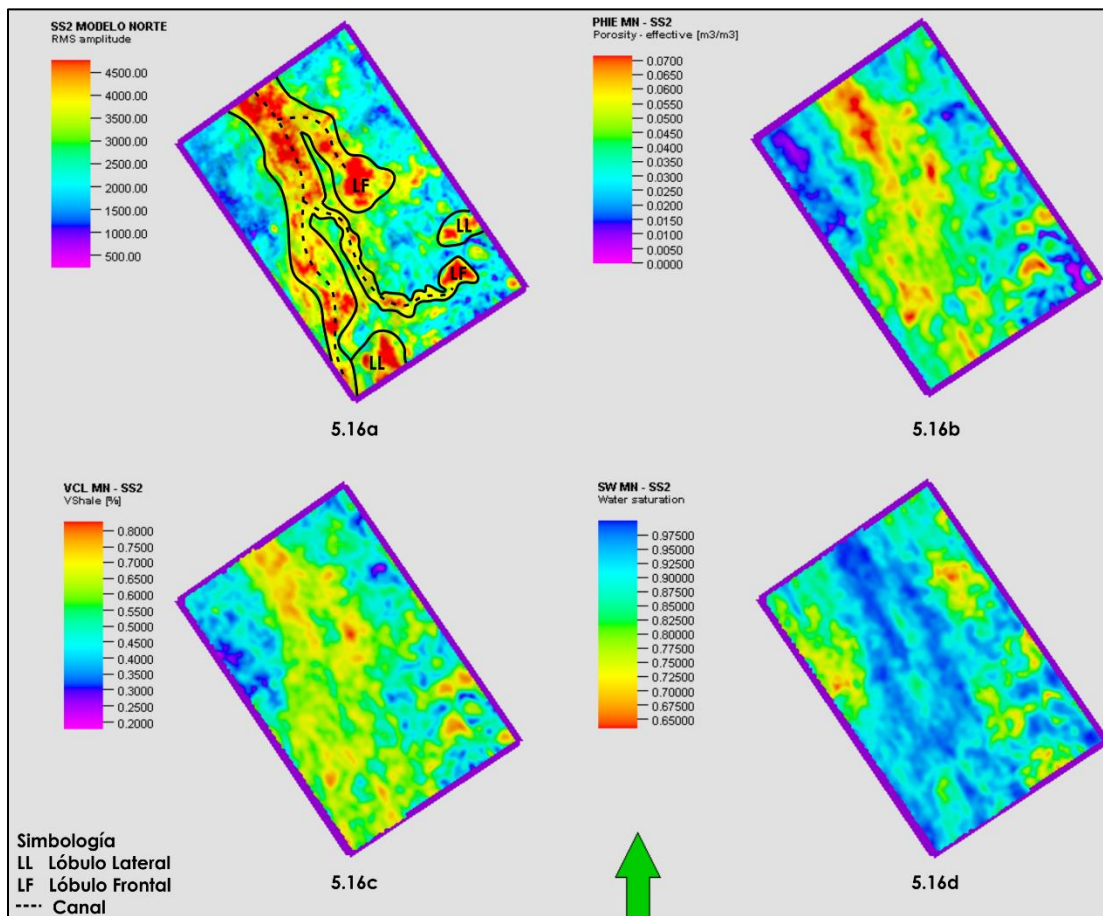 SS2 MODELO NORTE
RMS amplitude
4500.00
4000.00
3000.00
2500.00
2000.00
1500.00
1000.00
500.00
LF
LL
LF
LL
5.16a
PHIE MN - SS2
Porosity - effective [m3/m3]
0.0700
0.0650
0.0600
0.0550
0.0500
0.0450
0.0400
0.0350
0.0300
0.0250
0.0200
0.0150
0.0100
0.0050
0.0000
5.16b
VCL MN - SS2
VShale [%]
0.8000
0.7500
0.7000
0.6500
0.6000
0.5500
0.5000
0.4500
0.4000
0.3500
0.3000
0.2500
0.2000
5.16c
SW MN - SS2
Water saturation
0.97500
0.95000
0.92500
0.90000
0.87500
0.85000
0.82500
0.80000
0.77500
0.75000
0.72500
0.70000
0.67500
0.65000
5.16d
Simbología
LL Lóbulo Lateral
LF Lóbulo Frontal
---- Canal